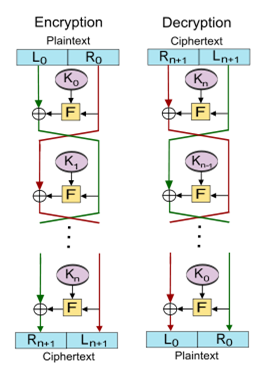 Encryption
Plaintext
L0 R0
K0
F
K1
F
Kn
F
Rn+1 Ln+1
Ciphertext
Decryption
Ciphertext
Rn+1 Ln+1
Kn
F
Kn-1
F
K0
F
L0 R0
Plaintext